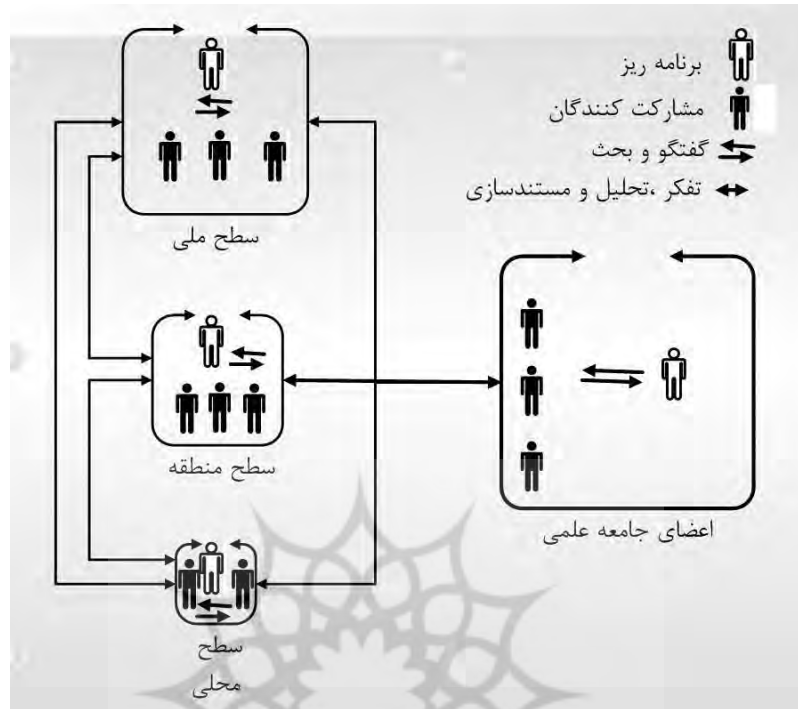 برنامه ریز
مشارکت کنندگان
گفتگو و بحث
تفکر ،تحلیل و مستندسازی
سطح ملی
سطح منطقه
اعضای جامعه علمی
سطح
محلی